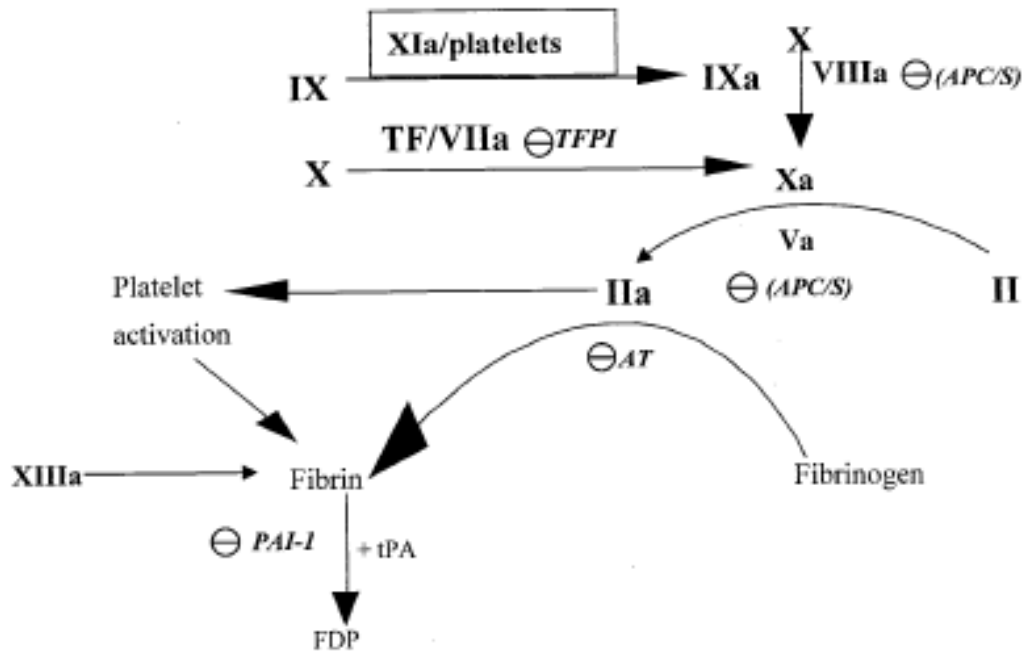 XIa/platelets
X
IX
IXa
VIIIa ⊖ (APC/S)
TF/VIIa ⊖ TFPI
X
Xa
Va
Platelet
activation
IIa
⊖ (APC/S)
II
⊖ AT
XIIIa
Fibrin
Fibrinogen
⊖ PAI-1
+ tPA
FDP